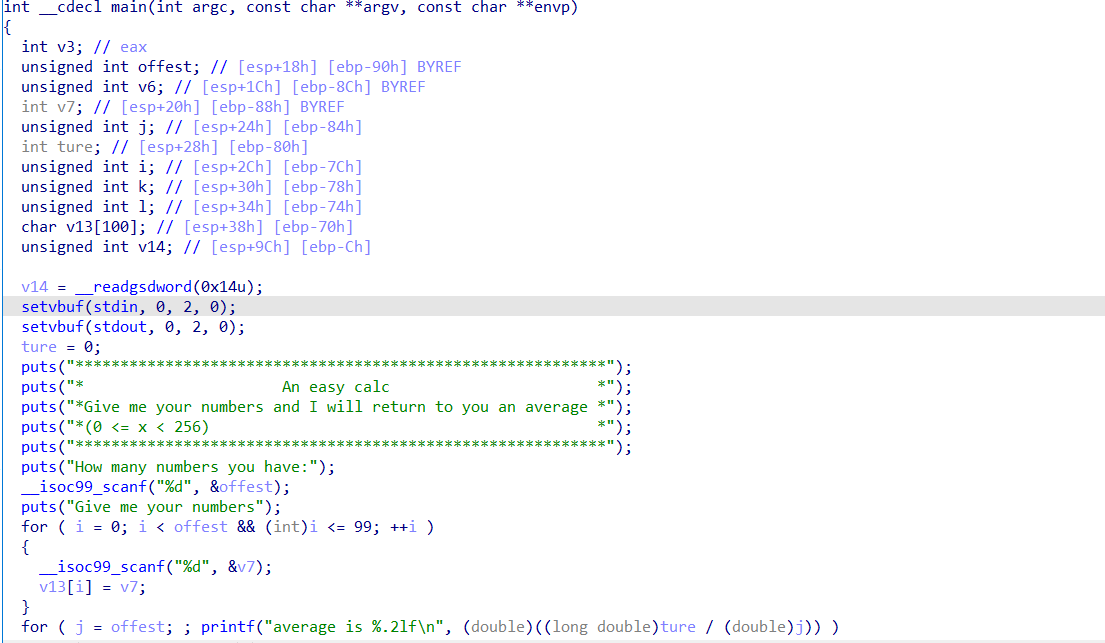 int __cdecl main(int argc, const char **argv, const char **envp)
{
  int v3; // eax
  unsigned int offest; // [esp+18h] [ebp-90h] BYREF
  unsigned int v6; // [esp+1Ch] [ebp-8Ch] BYREF
  int v7; // [esp+20h] [ebp-88h] BYREF
  unsigned int j; // [esp+24h] [ebp-84h]
  int ture; // [esp+28h] [ebp-80h]
  unsigned int i; // [esp+2Ch] [ebp-7Ch]
  unsigned int k; // [esp+30h] [ebp-78h]
  unsigned int l; // [esp+34h] [ebp-74h]
  char v13[100]; // [esp+38h] [ebp-70h]
  unsigned int v14; // [esp+9Ch] [ebp-Ch]

  v14 = __readgsdword(0x14u);
  setvbuf(stdin, 0, 2, 0);
  setvbuf(stdout, 0, 2, 0);
  ture = 0;
  puts("***********************************************************");
  puts("*                      An easy calc                       *");
  puts("*Give me your numbers and I will return to you an average *");
  puts("*(0 <= x < 256)                                           *");
  puts("***********************************************************");
  puts("How many numbers you have:");
  __isoc99_scanf("%d", &offest);
  puts("Give me your numbers");
  for ( i = 0; i < offest && (int)i <= 99; ++i )
  {
    __isoc99_scanf("%d", &v7);
    v13[i] = v7;
  }
  for ( j = offest; ; printf("average is %.2lf\n", (double)((long double)ture / (double)j)) )